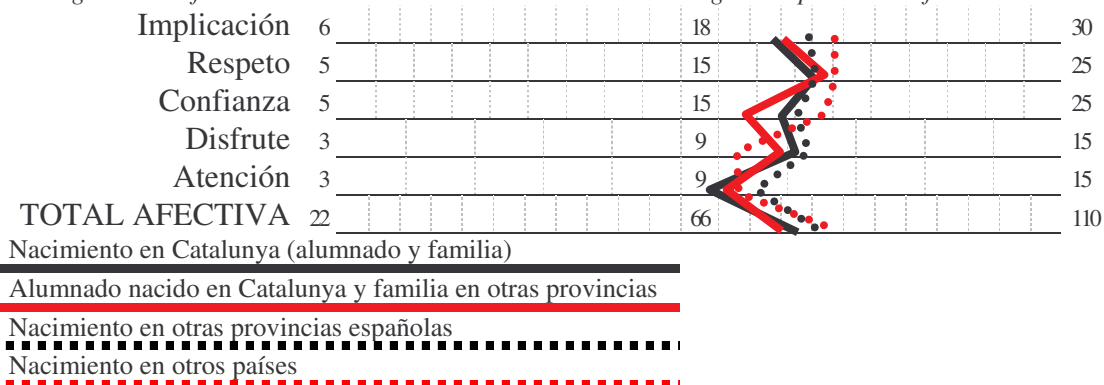 Implicación 6 18 30
Respeto 5 15 25
Confianza 5 15 25
Disfrute 3 9 15
Atención 3 9 15
TOTAL AFECTIVA 22 66 110
Nacimiento en Catalunya (alumnado y familia)
Alumnado nacido en Catalunya y familia en otras provincias
Nacimiento en otras provincias españolas
Nacimiento en otros países